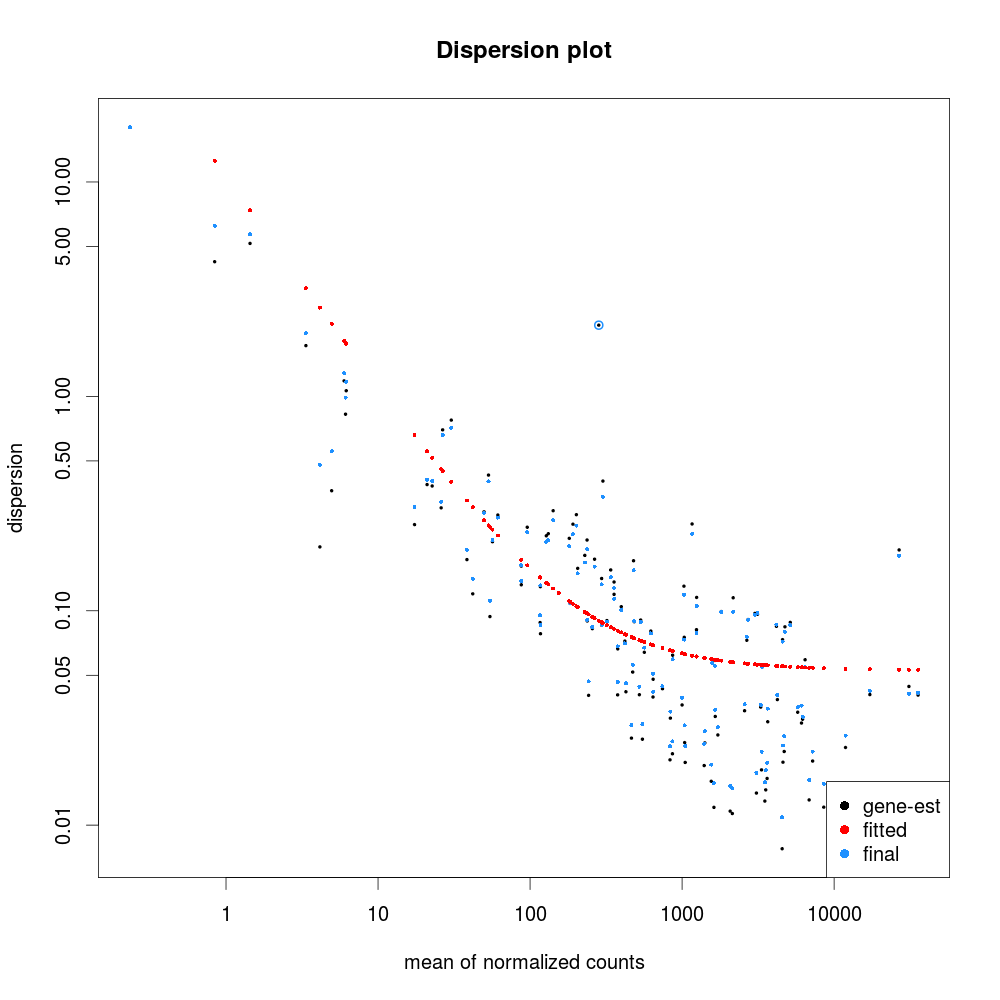 Dispersion plot
dispersion
10.00
5.00
1.00
0.50
0.10
0.05
0.01
gene-est
fitted
final
1 10 100 1000 10000
mean of normalized counts